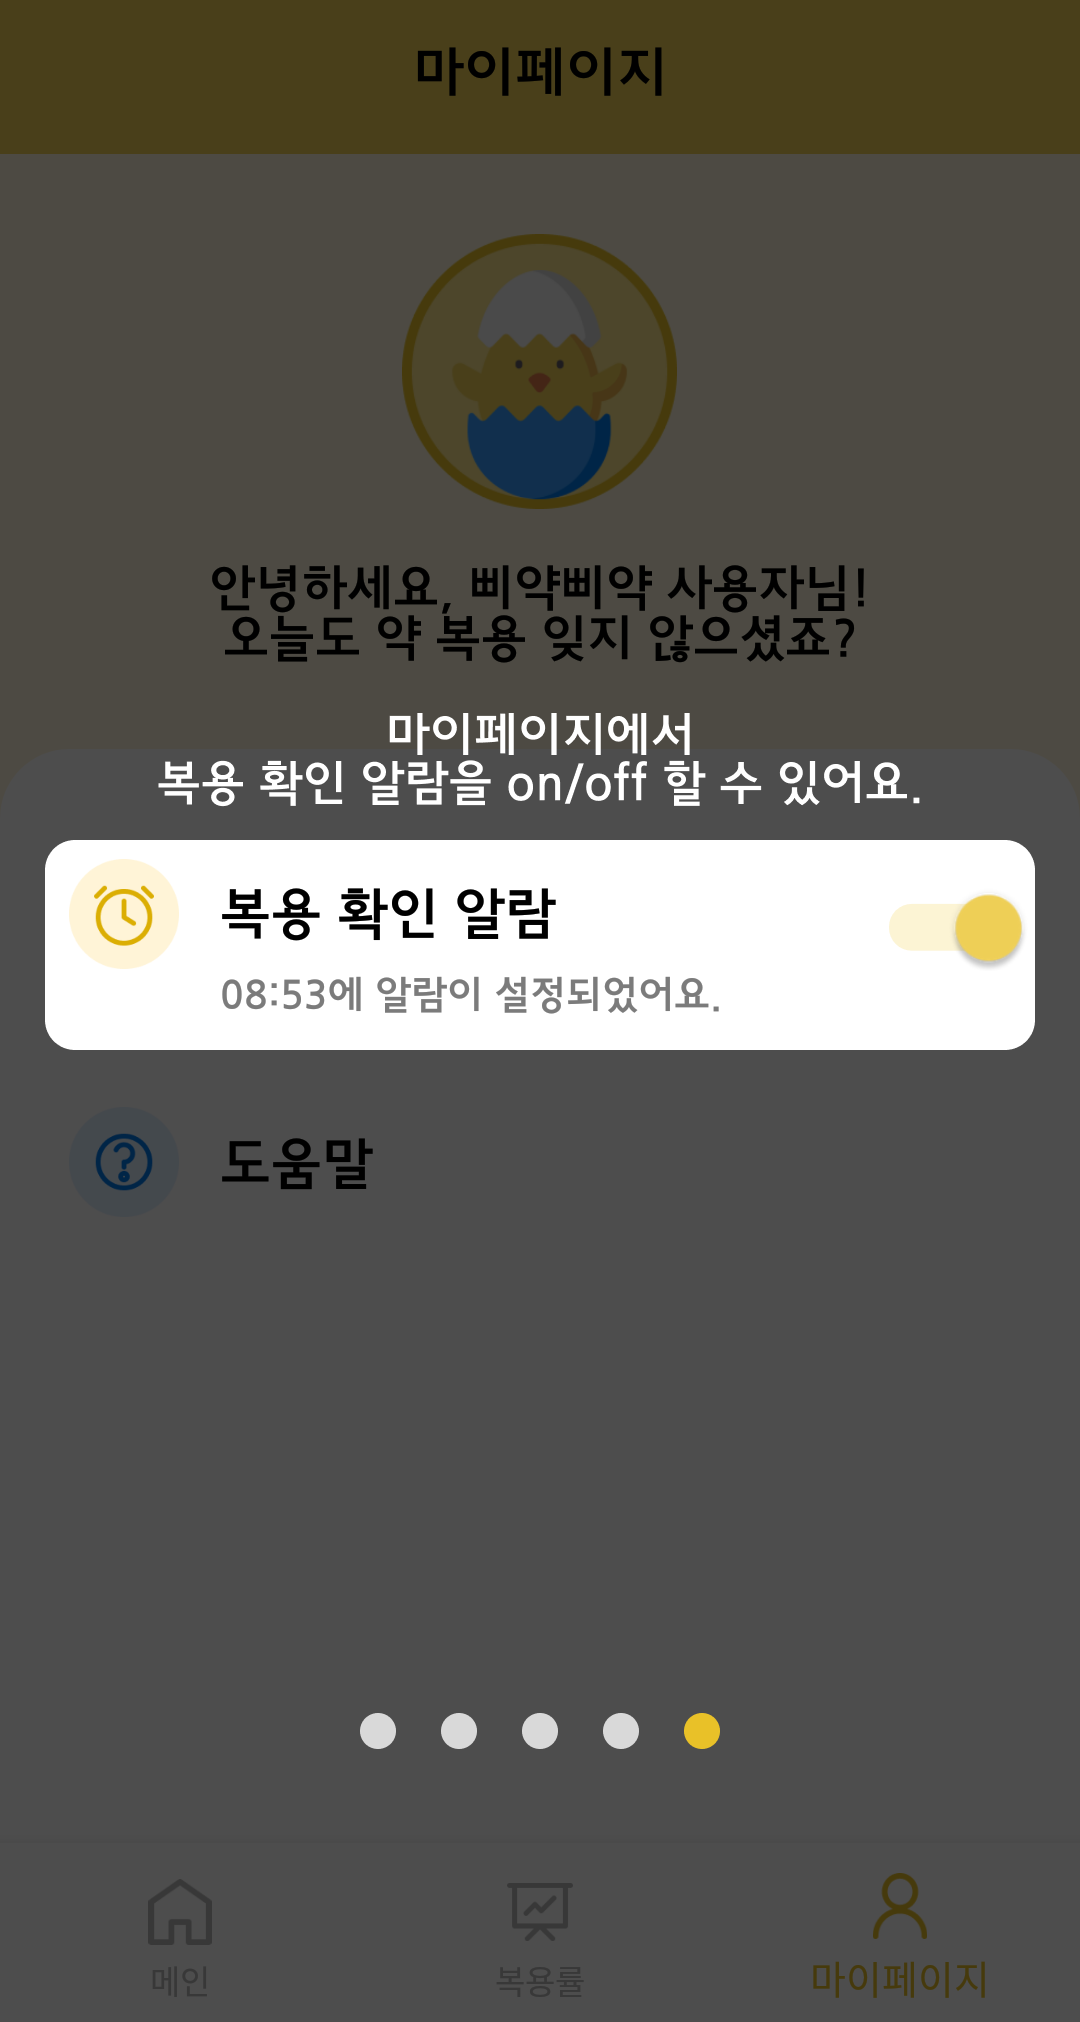 마이페이지
안녕하세요, 삐약삐약 사용자님!
오늘도 약 복용 잊지 않으셨죠?
마이페이지에서
복용 확인 알람을 on/off 할 수 있어요.
복용 확인 알람
08:53에 알람이 설정되었어요.
도움말
메인
복용률
마이페이지